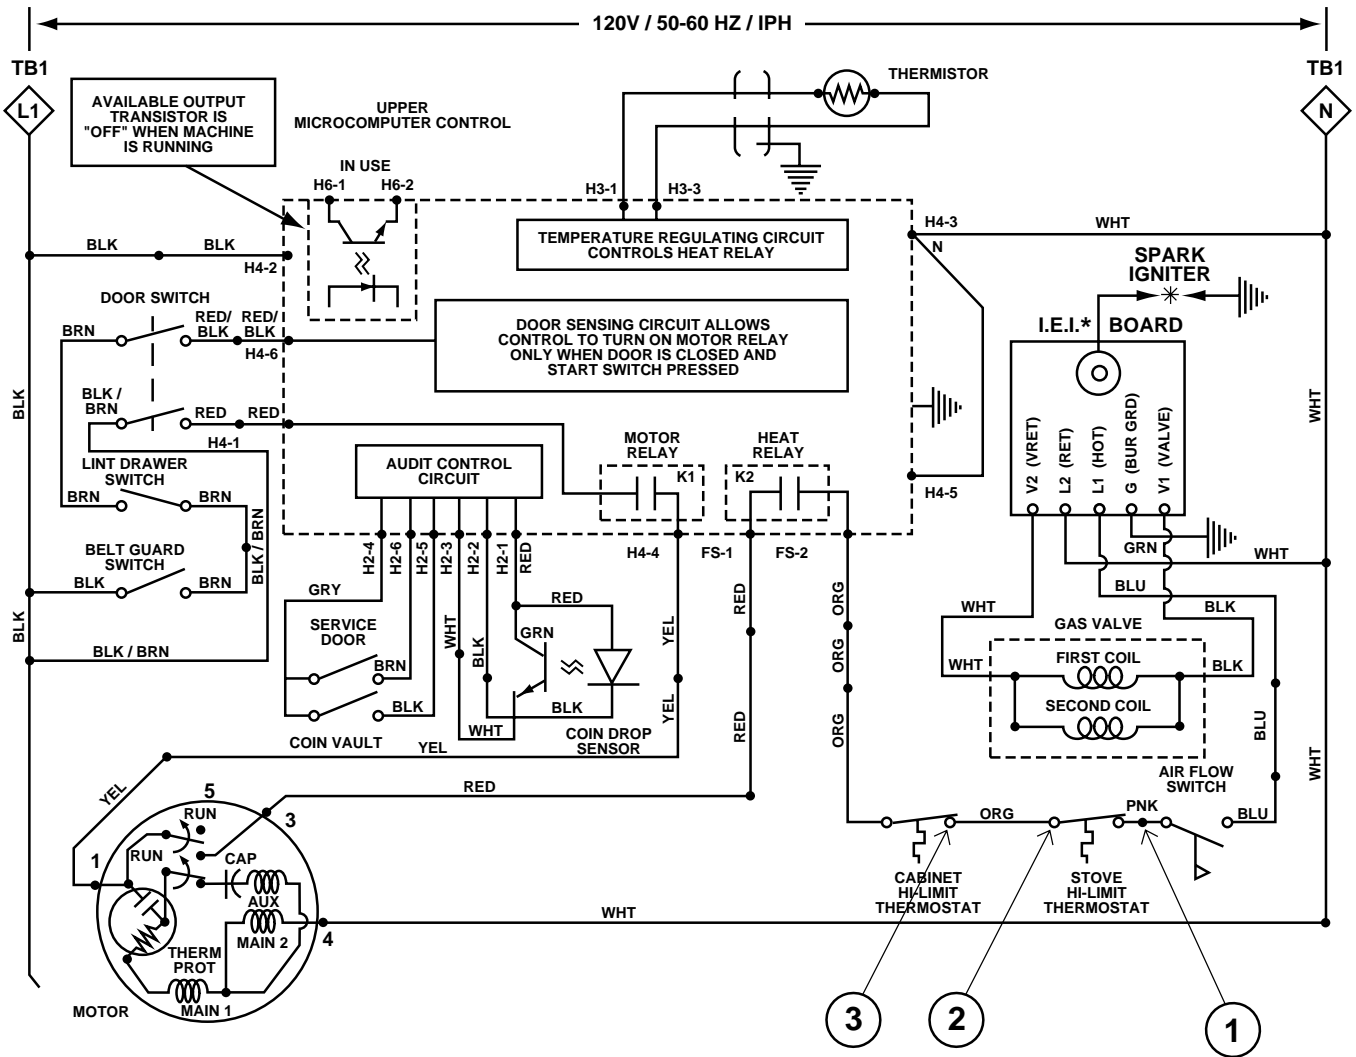 120V / 50-60 HZ / IPH
TB1
L1
TB1
N
AVAILABLE OUTPUT
TRANSISTOR IS
"OFF" WHEN MACHINE
IS RUNNING
UPPER
MICROCOMPUTER CONTROL
THERMISTOR
IN USE
H6-1
H6-2
H3-1
H3-3
H4-3
WHT
N
TEMPERATURE REGULATING CIRCUIT
CONTROLS HEAT RELAY
BLK
BLK
H4-2
SPARK
IGNITER
I.E.I.* BOARD
DOOR SWITCH
BRN
RED/
BLK
RED/
BLK
H4-6
DOOR SENSING CIRCUIT ALLOWS
CONTROL TO TURN ON MOTOR RELAY
ONLY WHEN DOOR IS CLOSED AND
START SWITCH PRESSED
BLK
BLK /
BRN
RED
RED
H4-1
WHT
V2 (VRET)
L2 (RET)
L1 (HOT)
G (BUR GRD)
V1 (VALVE)
LINT DRAWER
SWITCH
BRN
BRN
AUDIT CONTROL
CIRCUIT
MOTOR
RELAY
K1
HEAT
RELAY
K2
H4-5
BLK / BRN
BELT GUARD
SWITCH
BLK
BRN
H2-4
H2-6
H2-5
H2-3
H2-2
H2-1
RED
H4-4
FS-1
FS-2
GRN
WHT
BLU
BLK
BLK / BRN
GRY
SERVICE
DOOR
BRN
BLK
COIN VAULT
WHT
BLK
RED
GRN
BLK
WHT
COIN DROP
SENSOR
YEL
YEL
RED
RED
ORG
ORG
ORG
WHT
BLK
GAS VALVE
WHT
FIRST COIL
BLK
SECOND COIL
BLU
WHT
YEL
YEL
RED
AIR FLOW
SWITCH
ORG
PNK
BLU
CABINET
HI-LIMIT
THERMOSTAT
STOVE
HI-LIMIT
THERMOSTAT
5
RUN
3
RUN
1
CAP
AUX
MAIN 2
4
WHT
THERM
PROT
MAIN 1
MOTOR
3
2
1